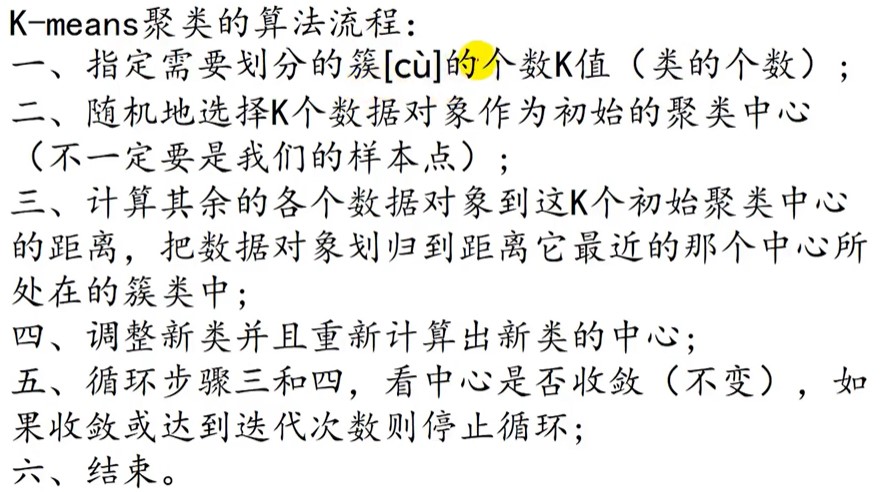 K-means聚类的算法流程：
一、指定需要划分的簇[cù]的个数K值（类的个数）；
二、随机地选择K个数据对象作为初始的聚类中心
（不一定要是我们的样本点）；
三、计算其余的各个数据对象到这K个初始聚类中心
的距离，把数据对象划归到距离它最近的那个中心所
处在的簇类中；
四、调整新类并且重新计算出新类的中心；
五、循环步骤三和四，看中心是否收敛（不变），如
果收敛或达到迭代次数则停止循环；
六、结束。